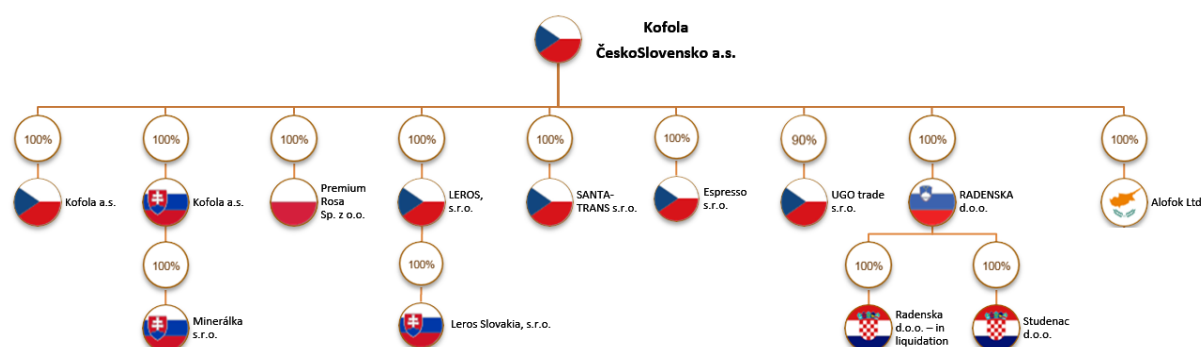 Kofola
ČeskoSlovensko a.s.
100%
100%
100%
100%
100%
100%
90%
100%
100%
Kofola a.s.
Kofola a.s.
Premium
Rosa
Sp. z o.o.
LEROS,
s.r.o.
SANTA-
TRANS s.r.o.
Espresso
s.r.o.
UGO trade
s.r.o.
RADENSKA
d.o.o.
Alofok Ltd
100%
100%
100%
100%
Minerálka
s.r.o.
Leros Slovakia, s.r.o.
Radenska
d.o.o. – in
liquidation
Studenac
d.o.o.